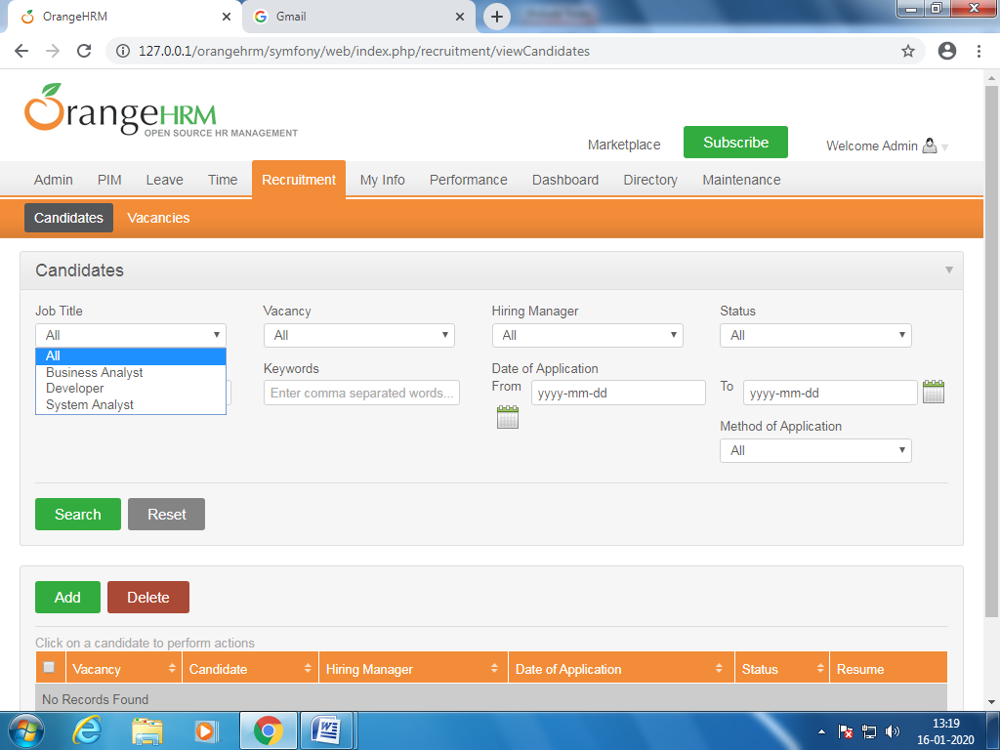 OrangeHRM
Gmail
127.0.0.1/orangehrm/symfony/web/index.php/recruitment/viewCandidates
OrangeHRM
OPEN SOURCE HR MANAGEMENT
Marketplace
Subscribe
Welcome Admin
Admin PIM Leave Time Recruitment My Info Performance Dashboard Directory Maintenance
Candidates Vacancies
Candidates
Job Title Vacancy Hiring Manager Status
All All All All
All
Business Analyst
Developer
System Analyst
Keywords Date of Application
Enter comma separated words... From yyyy-mm-dd To yyyy-mm-dd
Method of Application
All
Search Reset
Add Delete
Click on a candidate to perform actions
Vacancy Candidate Hiring Manager Date of Application Status Resume
No Records Found
13:19
16-01-2020